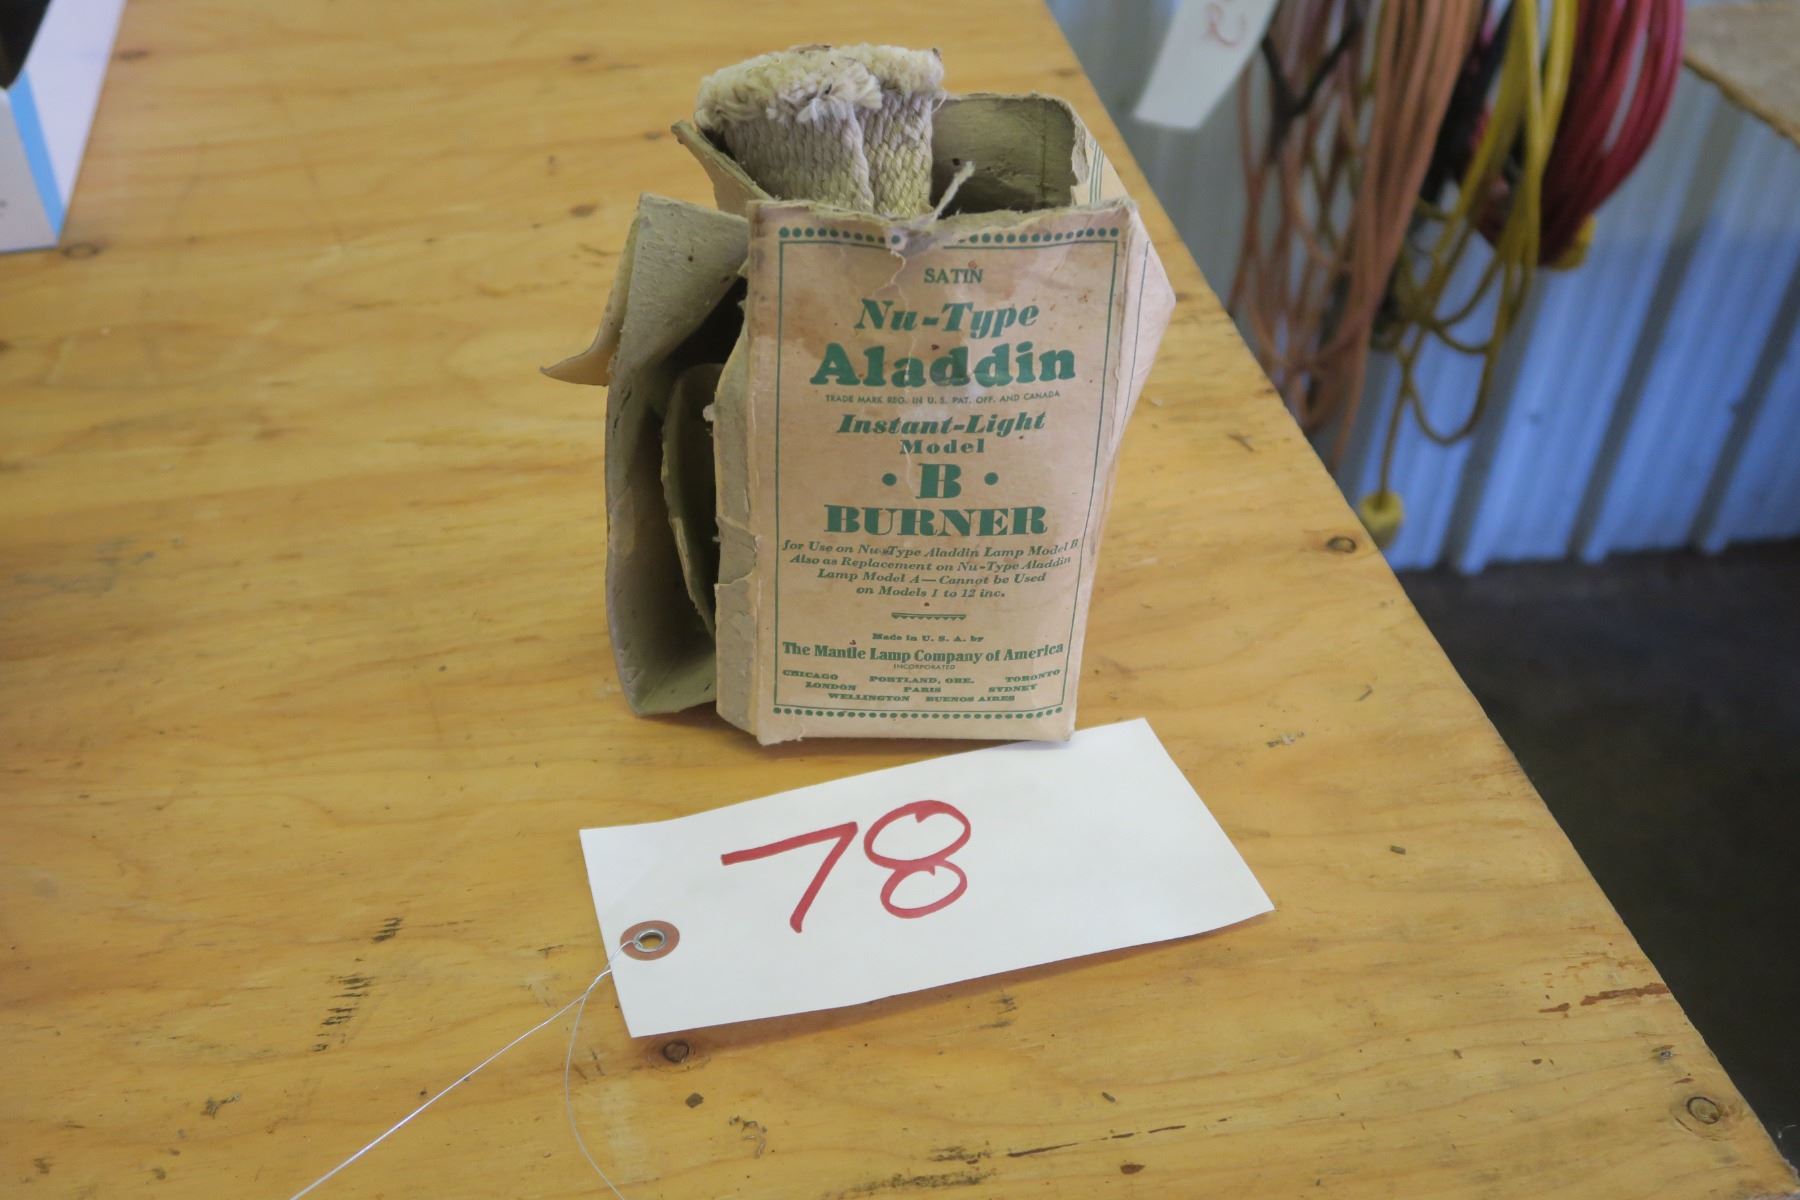 SATIN
Nu-Type
Aladdin
TRADE MARK REG. IN U.S. PAT. OFF. AND CANADA
Instant-Light
Model
• B •
BURNER
for Use on Nu-Type Aladdin Lamp Model B
Also as Replacement on Nu-Type Aladdin
Lamp Model A—Cannot be Used
on Models 1 to 12 inc.
Made in U. S. A. by
The Mantle Lamp Company of America
INCORPORATED
CHICAGO PORTLAND, ORE. TORONTO
LONDON PARIS SYDNEY
WELLINGTON BUENOS AIRES
78